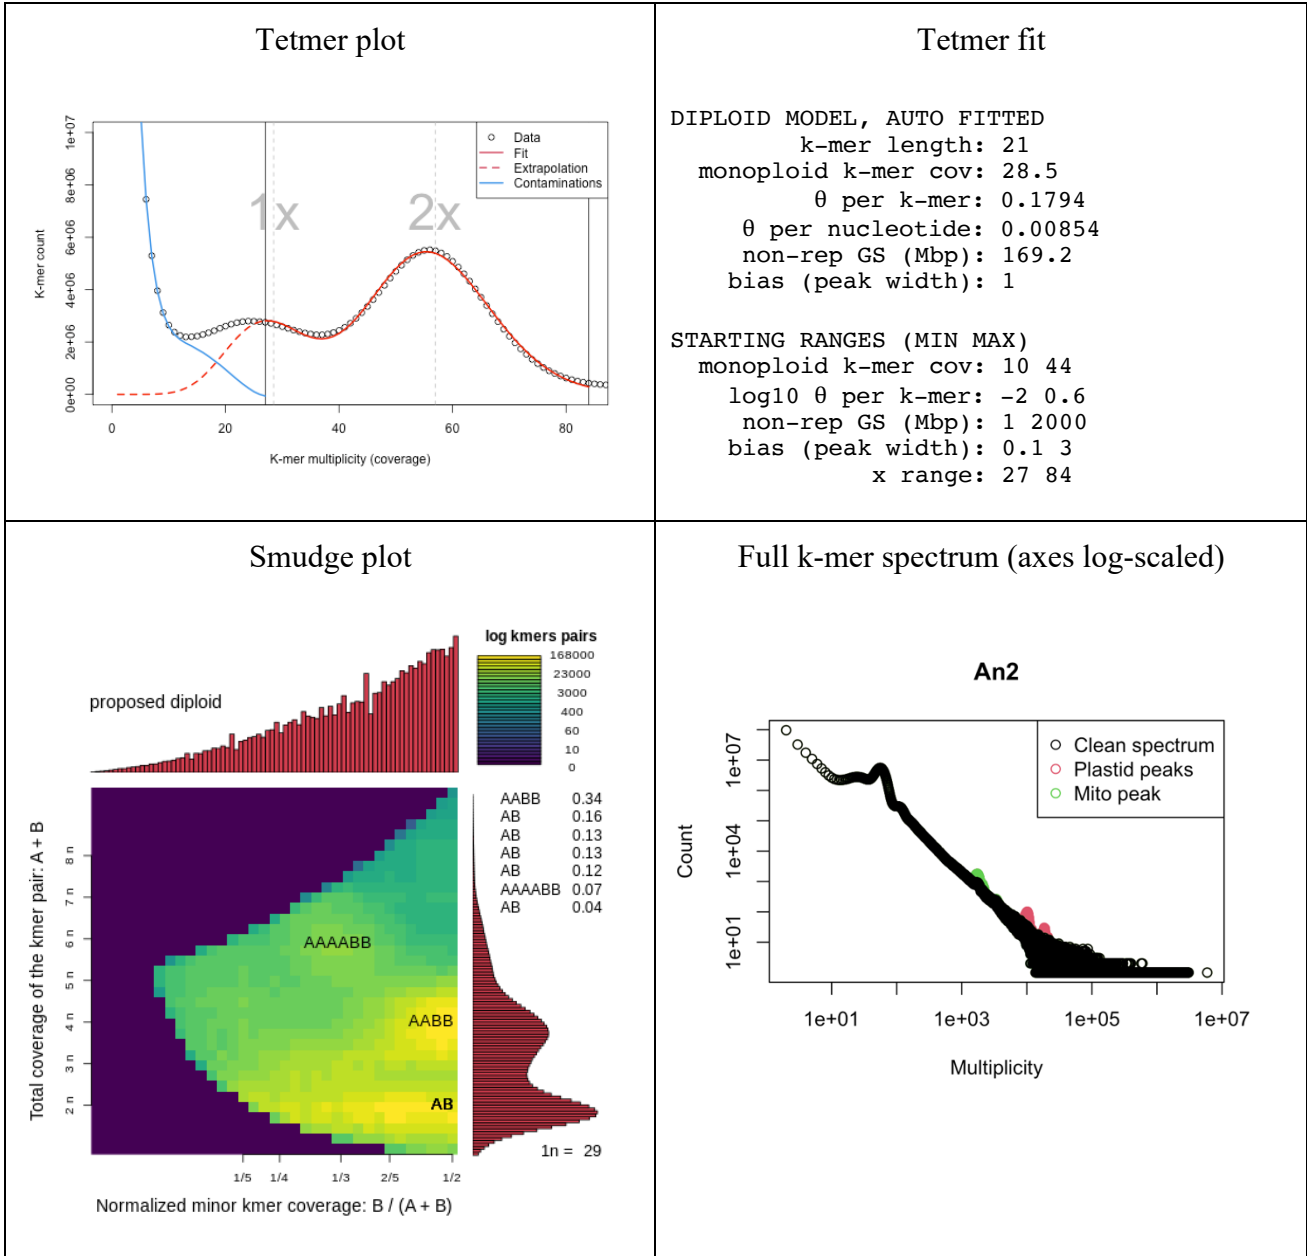 Tetmer plot
1e+07
8e+06
6e+06
4e+06
2e+06
0e+00
K-mer count
1x
2x
Data
Fit
Extrapolation
Contaminations
0 20 40 60 80
K-mer multiplicity (coverage)
Tetmer fit
DIPLOID MODEL, AUTO FITTED
k-mer length: 21
monoploid k-mer cov: 28.5
θ per k-mer: 0.1794
θ per nucleotide: 0.00854
non-rep GS (Mbp): 169.2
bias (peak width): 1
STARTING RANGES (MIN MAX)
monoploid k-mer cov: 10 44
log10 θ per k-mer: -2 0.6
non-rep GS (Mbp): 1 2000
bias (peak width): 0.1 3
x range: 27 84
Smudge plot
proposed diploid
log kmers pairs
168000
23000
3000
400
60
10
0
AABB 0.34
AB 0.16
AB 0.13
AB 0.13
AB 0.12
AAAABB 0.07
AB 0.04
Total coverage of the kmer pair: A + B
8 n
7 n
6 n
5 n
4 n
3 n
2 n
AAAABB
AABB
AB
1n = 29
1/5 1/4 1/3 2/5 1/2
Normalized minor kmer coverage: B / (A + B)
Full k-mer spectrum (axes log-scaled)
An2
Clean spectrum
Plastid peaks
Mito peak
Count
1e+07
1e+04
1e+01
1e+01 1e+03 1e+05 1e+07
Multiplicity